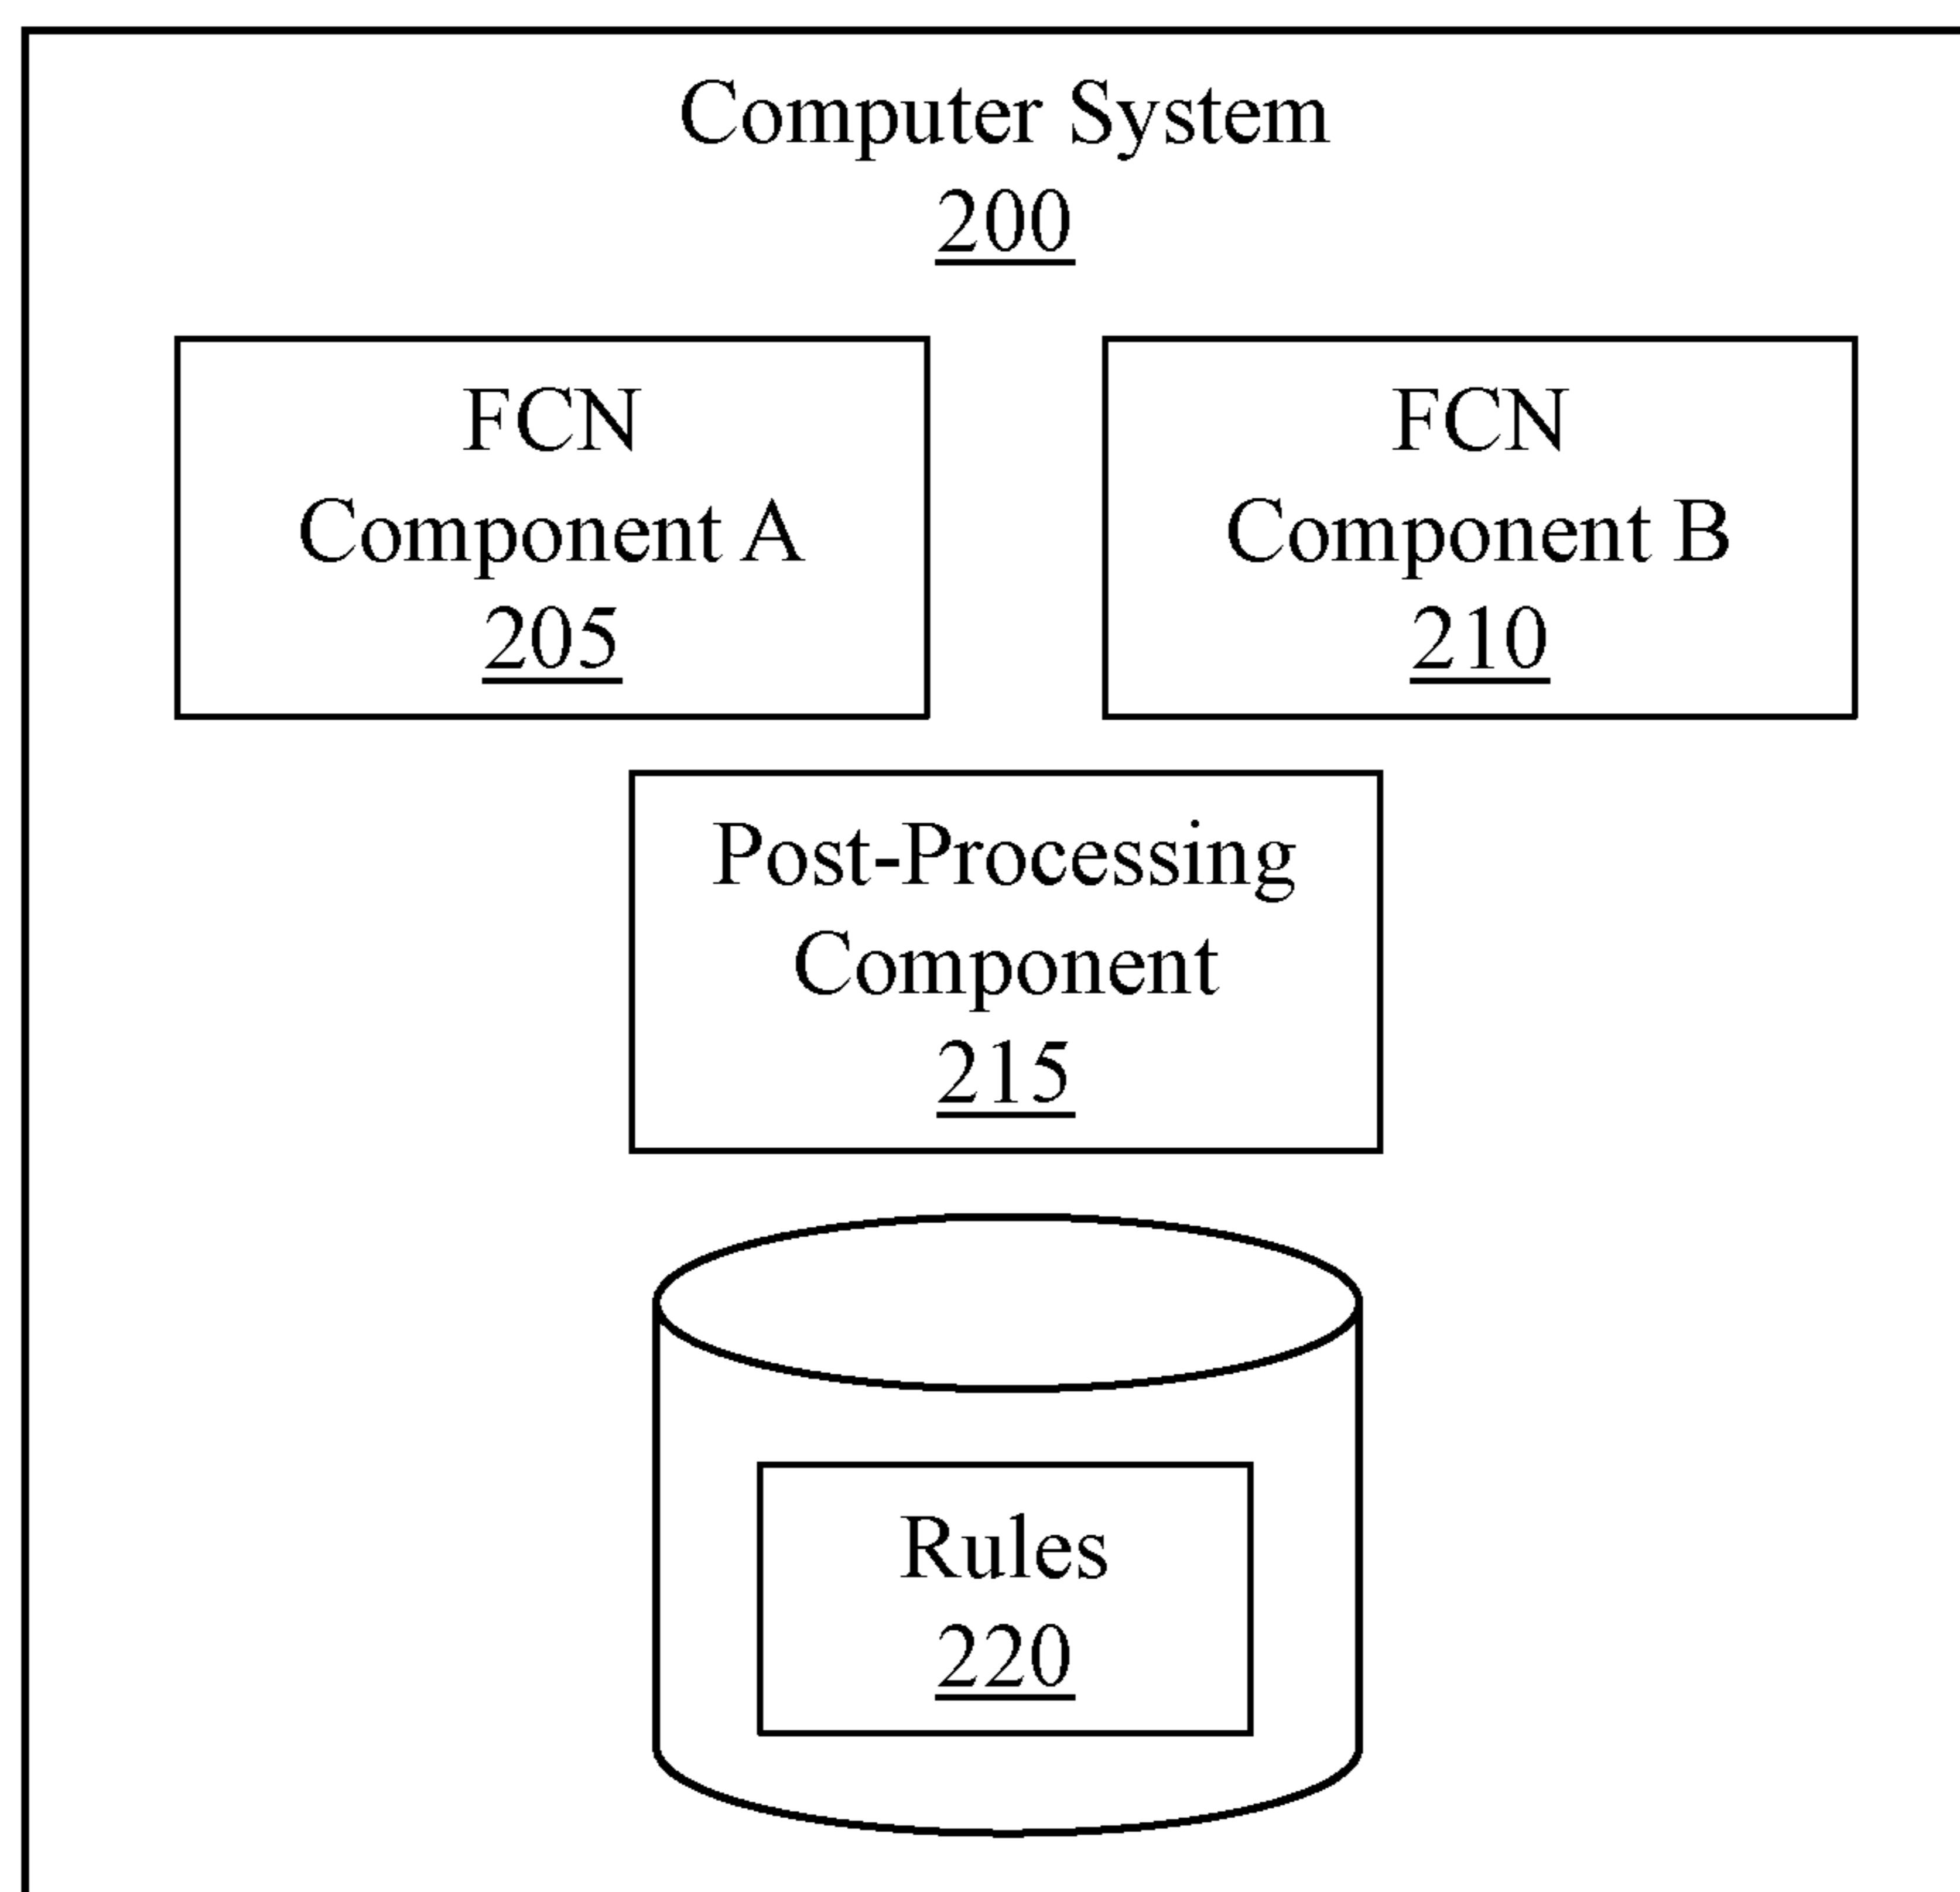 Computer System
200
FCN
Component A
205
FCN
Component B
210
Post-Processing
Component
215
Rules
220